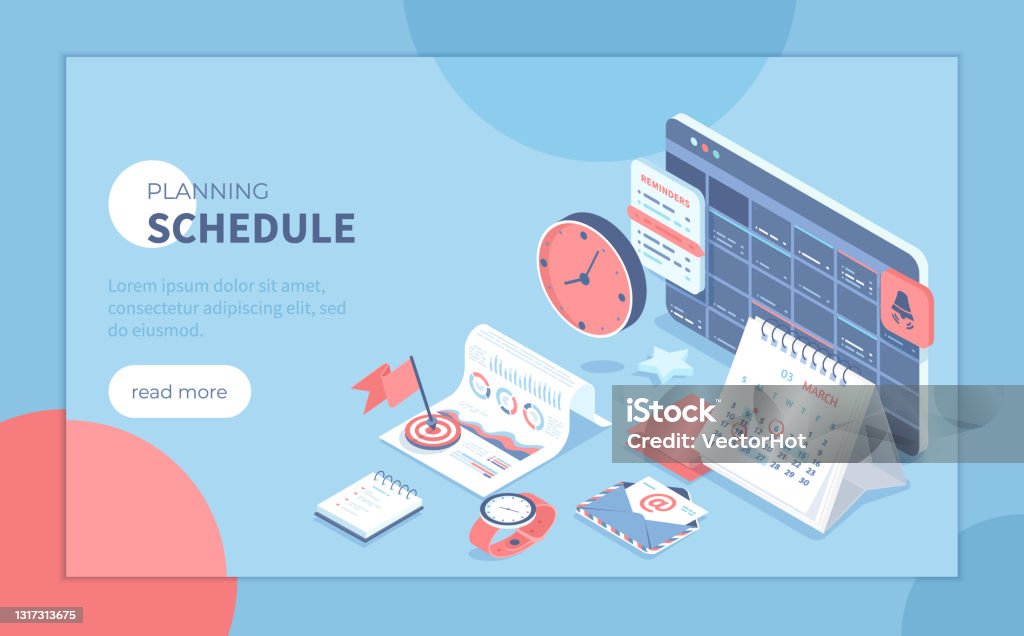 PLANNING
SCHEDULE
Lorem ipsum dolor sit amet,
consectetur adipiscing elit, sed
do eiusmod.
read more
REMINDERS
03 MARCH
@
iStock™
Credit: VectorHot
1317313675